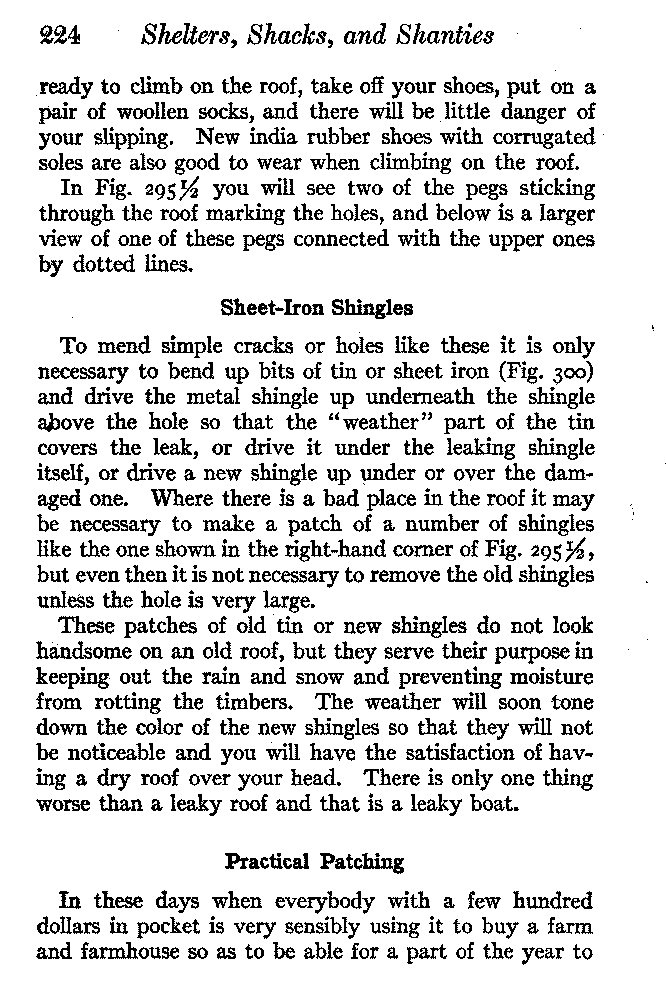 224 Shelters, Shacks, and Shanties
ready to climb on the roof, take off your shoes, put on a
pair of woollen socks, and there will be little danger of
your slipping. New india rubber shoes with corrugated
soles are also good to wear when climbing on the roof.
In Fig. 295½ you will see two of the pegs sticking
through the roof marking the holes, and below is a larger
view of one of these pegs connected with the upper ones
by dotted lines.
Sheet-Iron Shingles
To mend simple cracks or holes like these it is only
necessary to bend up bits of tin or sheet iron (Fig. 300)
and drive the metal shingle up underneath the shingle
above the hole so that the "weather" part of the tin
covers the leak, or drive it under the leaking shingle
itself, or drive a new shingle up under or over the dam-
aged one. Where there is a bad place in the roof it may
be necessary to make a patch of a number of shingles
like the one shown in the right-hand corner of Fig. 295½,
but even then it is not necessary to remove the old shingles
unless the hole is very large.
These patches of old tin or new shingles do not look
handsome on an old roof, but they serve their purpose in
keeping out the rain and snow and preventing moisture
from rotting the timbers. The weather will soon tone
down the color of the new shingles so that they will not
be noticeable and you will have the satisfaction of hav-
ing a dry roof over your head. There is only one thing
worse than a leaky roof and that is a leaky boat.
Practical Patching
In these days when everybody with a few hundred
dollars in pocket is very sensibly using it to buy a farm
and farmhouse so as to be able for a part of the year to